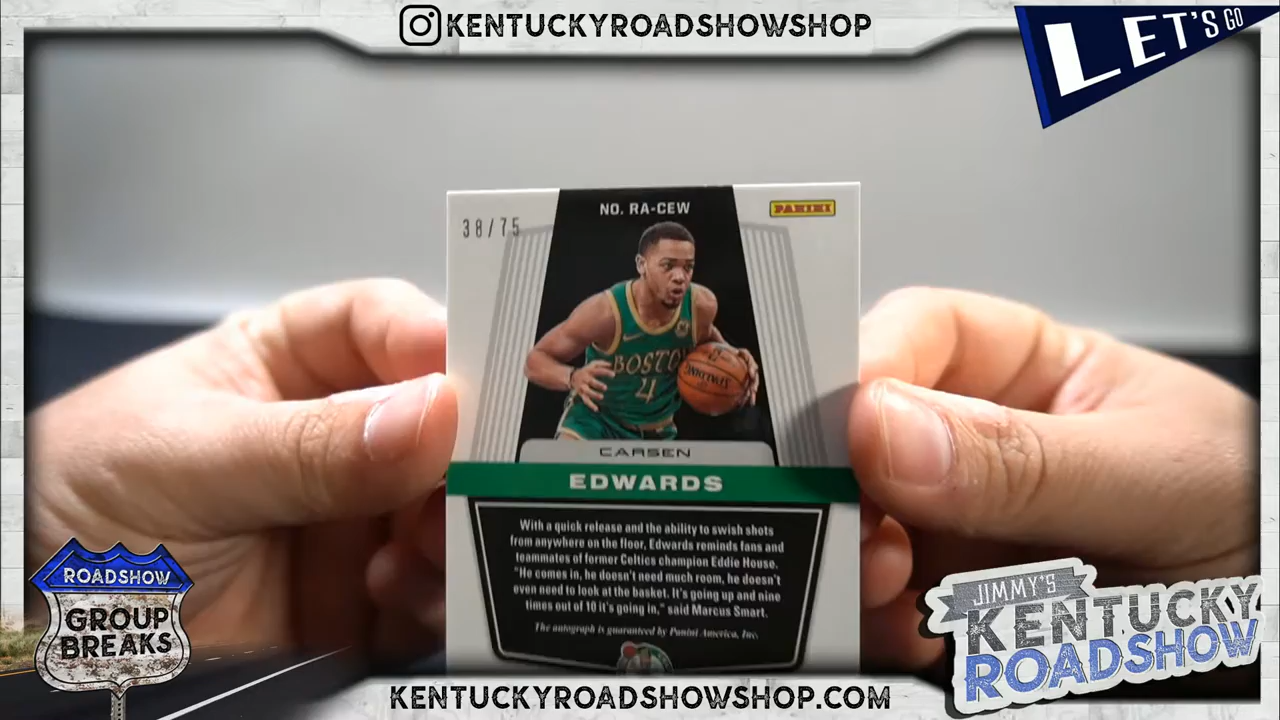 KENTUCKYROADSHOWSHOP
LET'S GO
NO. RA-CEW
PANINI
38/75
BOSTON
4
SPALDING
CARSEN
EDWARDS
With a quick release and the ability to swish shots
from anywhere on the floor, Edwards reminds fans and
teammates of former Celtics champion Eddie House.
"He comes in, he doesn't need much room, he doesn't
even need to look at the basket. It's going up and nine
times out of 10 it's going in," said Marcus Smart.
The autograph is guaranteed by Panini America, Inc.
ROADSHOW
GROUP
BREAKS
JIMMY'S
KENTUCKY
ROADSHOW
KENTUCKYROADSHOWSHOP.COM